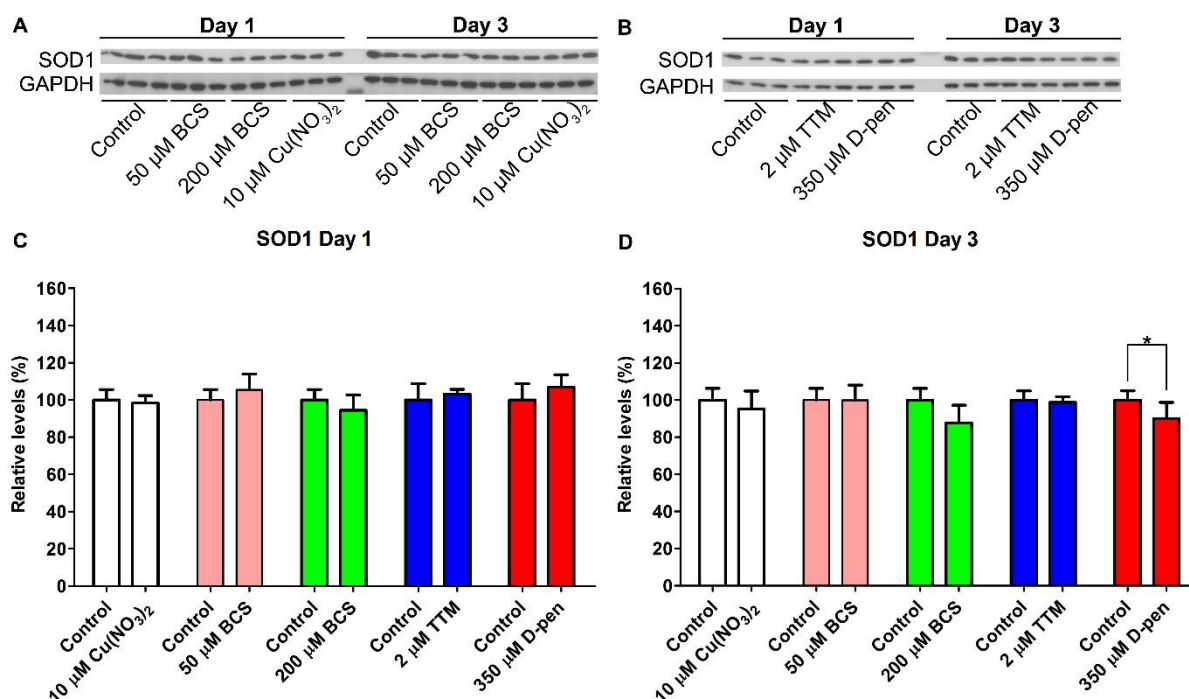 A
Day 1
Day 3
SOD1
GAPDH
Control
50 µM BCS
200 µM BCS
10 µM Cu(NO3)2
Control
50 µM BCS
200 µM BCS
10 µM Cu(NO3)2
B
Day 1
Day 3
SOD1
GAPDH
Control
2 µM TTM
350 µM D-pen
Control
2 µM TTM
350 µM D-pen
C
SOD1 Day 1
Relative levels (%)
160
140
120
100
80
60
40
20
0
Control
10 µM Cu(NO3)2
Control
50 µM BCS
Control
200 µM BCS
Control
2 µM TTM
Control
350 µM D-pen
D
SOD1 Day 3
Relative levels (%)
160
140
120
100
80
60
40
20
0
*
Control
10 µM Cu(NO3)2
Control
50 µM BCS
Control
200 µM BCS
Control
2 µM TTM
Control
350 µM D-pen